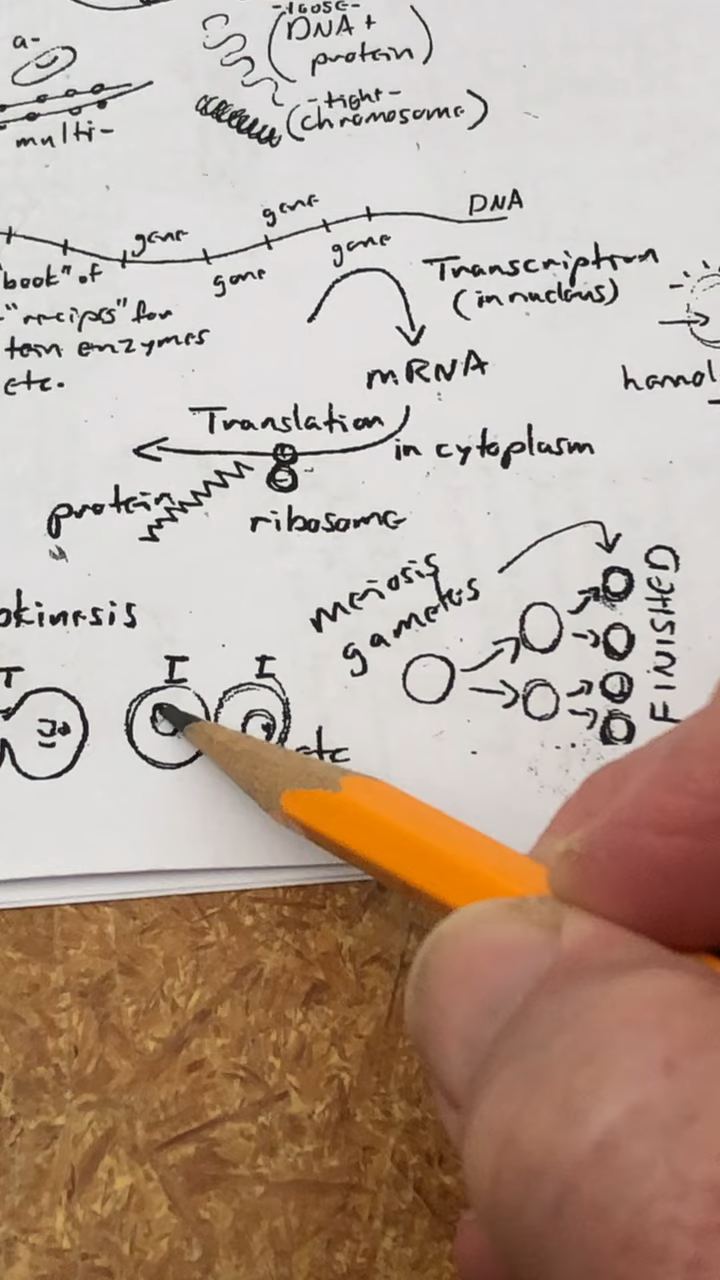 -loose-
(DNA +
protein)
a-
-tight-
(chromosome)
multi-
DNA
gene
gene
gene
gene
"book" of
"recipes" for
enzymes
etc.
Transcription
(in nucleus)
mRNA
Translation
in cytoplasm
protein
ribosome
meiosis
gametes
FINISHED
okinesis
T
I
I
etc